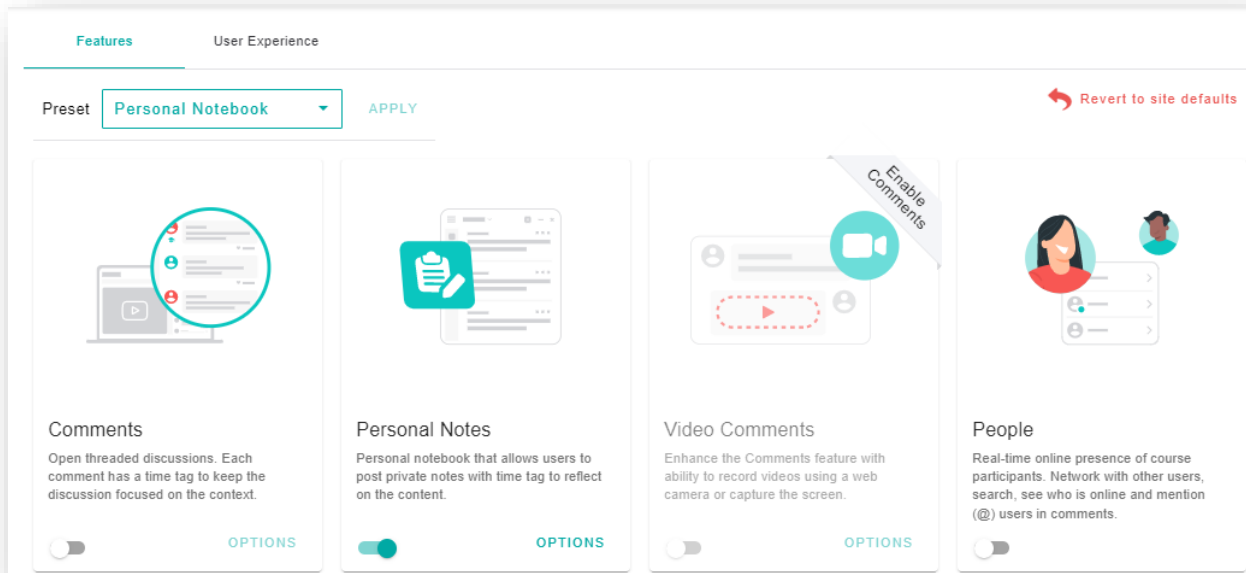 Features
User Experience
Preset
Personal Notebook
APPLY
Revert to site defaults
Enable
Comments
Comments
Open threaded discussions. Each
comment has a time tag to keep the
discussion focused on the context.
OPTIONS
Personal Notes
Personal notebook that allows users to
post private notes with time tag to reflect
on the content.
OPTIONS
Video Comments
Enhance the Comments feature with
ability to record videos using a web
camera or capture the screen.
OPTIONS
People
Real-time online presence of course
participants. Network with other users,
search, see who is online and mention
(@) users in comments.